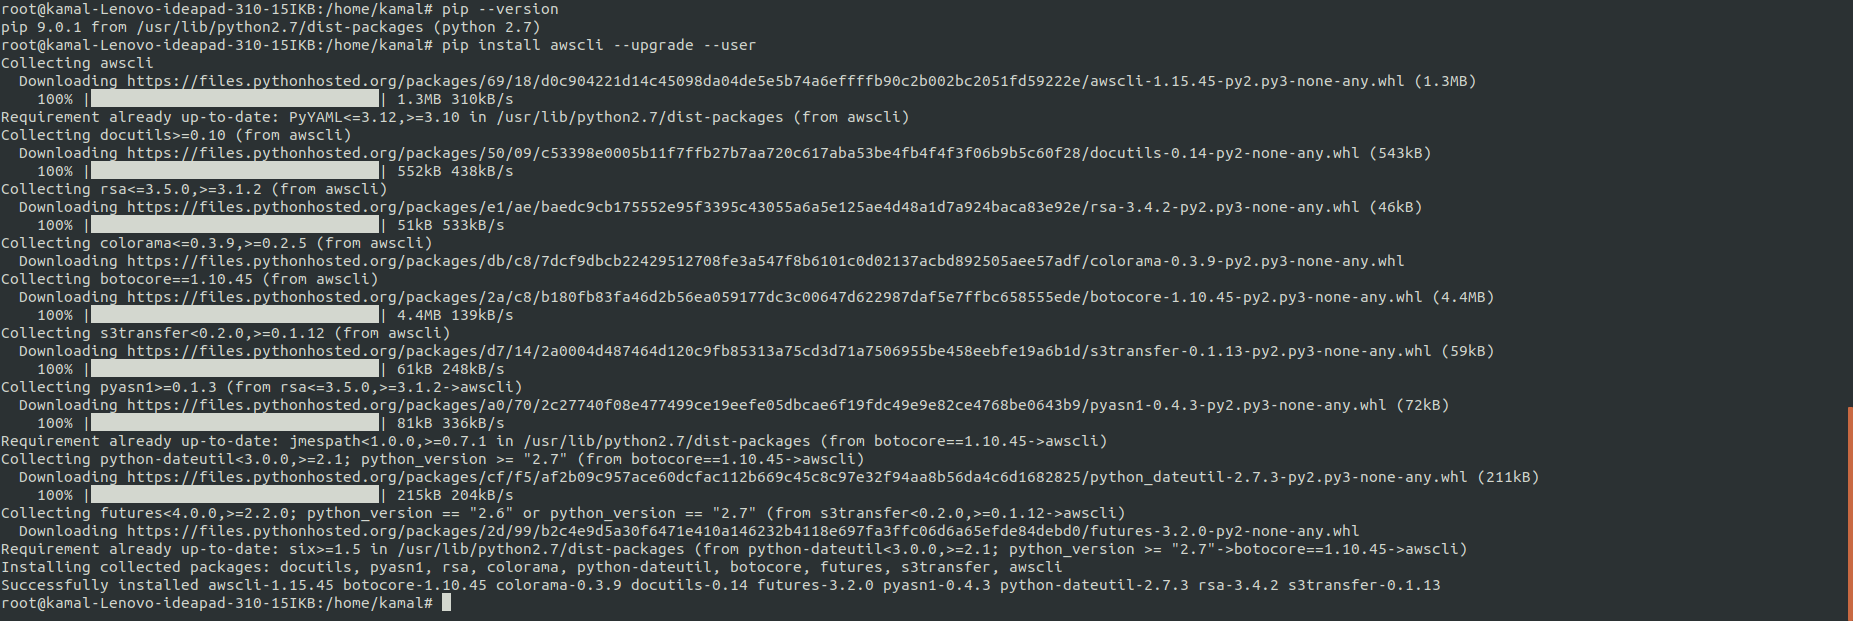 root@kamal-Lenovo-ideapad-310-15IKB:/home/kamal# pip --version
pip 9.0.1 from /usr/lib/python2.7/dist-packages (python 2.7)
root@kamal-Lenovo-ideapad-310-15IKB:/home/kamal# pip install awscli --upgrade --user
Collecting awscli
  Downloading https://files.pythonhosted.org/packages/69/18/d0c904221d14c45098da04de5e5b74a6effffb90c2b002bc2051fd59222e/awscli-1.15.45-py2.py3-none-any.whl (1.3MB)
    100% |████████████████████████████████| 1.3MB 310kB/s
Requirement already up-to-date: PyYAML<=3.12,>=3.10 in /usr/lib/python2.7/dist-packages (from awscli)
Collecting docutils>=0.10 (from awscli)
  Downloading https://files.pythonhosted.org/packages/50/09/c53398e0005b11f7ffb27b7aa720c617aba53be4fb4f4f3f06b9b5c60f28/docutils-0.14-py2-none-any.whl (543kB)
    100% |████████████████████████████████| 552kB 438kB/s
Collecting rsa<=3.5.0,>=3.1.2 (from awscli)
  Downloading https://files.pythonhosted.org/packages/e1/ae/baedc9cb175552e95f3395c43055a6a5e125ae4d48a1d7a924baca83e92e/rsa-3.4.2-py2.py3-none-any.whl (46kB)
    100% |████████████████████████████████| 51kB 533kB/s
Collecting colorama<=0.3.9,>=0.2.5 (from awscli)
  Downloading https://files.pythonhosted.org/packages/db/c8/7dcf9dbcb22429512708fe3a547f8b6101c0d02137acbd892505aee57adf/colorama-0.3.9-py2.py3-none-any.whl
Collecting botocore==1.10.45 (from awscli)
  Downloading https://files.pythonhosted.org/packages/2a/c8/b180fb83fa46d2b56ea059177dc3c00647d622987daf5e7ffbc658555ede/botocore-1.10.45-py2.py3-none-any.whl (4.4MB)
    100% |████████████████████████████████| 4.4MB 139kB/s
Collecting s3transfer<0.2.0,>=0.1.12 (from awscli)
  Downloading https://files.pythonhosted.org/packages/d7/14/2a0004d487464d120c9fb85313a75cd3d71a7506955be458eebfe19a6b1d/s3transfer-0.1.13-py2.py3-none-any.whl (59kB)
    100% |████████████████████████████████| 61kB 248kB/s
Collecting pyasn1>=0.1.3 (from rsa<=3.5.0,>=3.1.2->awscli)
  Downloading https://files.pythonhosted.org/packages/a0/70/2c27740f08e477499ce19eefe05dbcae6f19fdc49e9e82ce4768be0643b9/pyasn1-0.4.3-py2.py3-none-any.whl (72kB)
    100% |████████████████████████████████| 81kB 336kB/s
Requirement already up-to-date: jmespath<1.0.0,>=0.7.1 in /usr/lib/python2.7/dist-packages (from botocore==1.10.45->awscli)
Collecting python-dateutil<3.0.0,>=2.1; python_version >= "2.7" (from botocore==1.10.45->awscli)
  Downloading https://files.pythonhosted.org/packages/cf/f5/af2b09c957ace60dcfac112b669c45c8c97e32f94aa8b56da4c6d1682825/python_dateutil-2.7.3-py2.py3-none-any.whl (211kB)
    100% |████████████████████████████████| 215kB 204kB/s
Collecting futures<4.0.0,>=2.2.0; python_version == "2.6" or python_version == "2.7" (from s3transfer<0.2.0,>=0.1.12->awscli)
  Downloading https://files.pythonhosted.org/packages/2d/99/b2c4e9d5a30f6471e410a146232b4118e697fa3ffc06d6a65efde84debd0/futures-3.2.0-py2-none-any.whl
Requirement already up-to-date: six>=1.5 in /usr/lib/python2.7/dist-packages (from python-dateutil<3.0.0,>=2.1; python_version >= "2.7"->botocore==1.10.45->awscli)
Installing collected packages: docutils, pyasn1, rsa, colorama, python-dateutil, botocore, futures, s3transfer, awscli
Successfully installed awscli-1.15.45 botocore-1.10.45 colorama-0.3.9 docutils-0.14 futures-3.2.0 pyasn1-0.4.3 python-dateutil-2.7.3 rsa-3.4.2 s3transfer-0.1.13
root@kamal-Lenovo-ideapad-310-15IKB:/home/kamal#